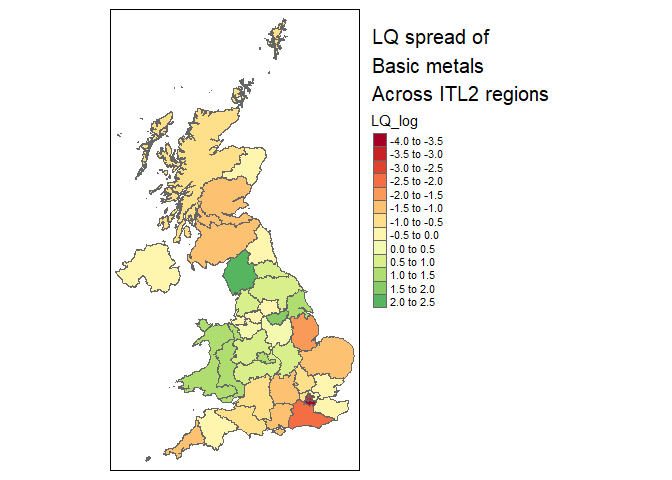 LQ spread of
Basic metals
Across ITL2 regions
LQ_log
-4.0 to -3.5
-3.5 to -3.0
-3.0 to -2.5
-2.5 to -2.0
-2.0 to -1.5
-1.5 to -1.0
-1.0 to -0.5
-0.5 to 0.0
0.0 to 0.5
0.5 to 1.0
1.0 to 1.5
1.5 to 2.0
2.0 to 2.5